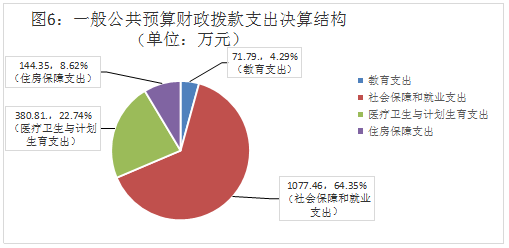 图6：一般公共预算财政拨款支出决算结构
（单位：万元）
144.35，8.62%
（住房保障支出）
71.79.，4.29%
（教育支出）
380.81.，22.74%
（医疗卫生与计划
生育支出）
1077.46，64.35%
（社会保障和就业
支出）
教育支出
社会保障和就业支出
医疗卫生与计划生育支出
住房保障支出